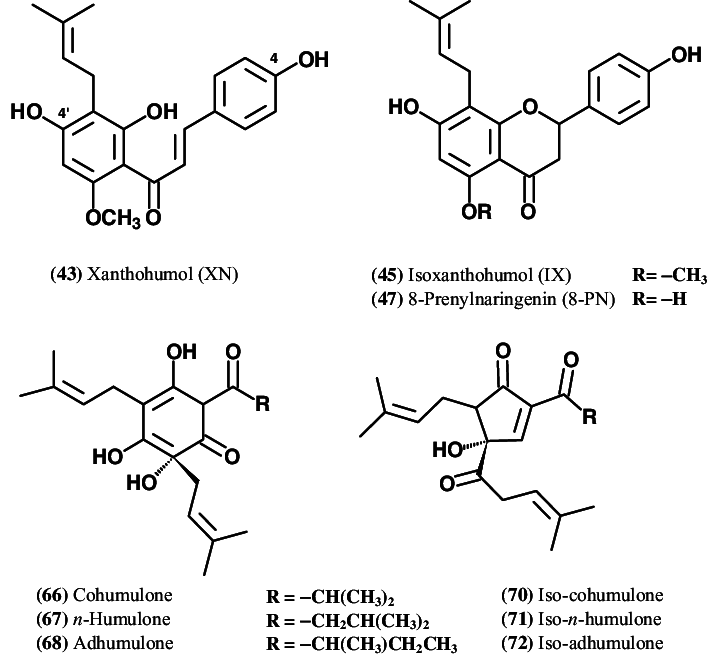 HO 4' OH 4 OH
OCH3 O
HO O OH
OR O
(43) Xanthohumol (XN)
(45) Isoxanthohumol (IX) R= –CH3
(47) 8-Prenylnaringenin (8-PN) R= –H
OH O
R
HO O
HO
O O
R
HO
O
(66) Cohumulone R = –CH(CH3)2 (70) Iso-cohumulone
(67) n-Humulone R = –CH2CH(CH3)2 (71) Iso-n-humulone
(68) Adhumulone R = –CH(CH3)CH2CH3 (72) Iso-adhumulone